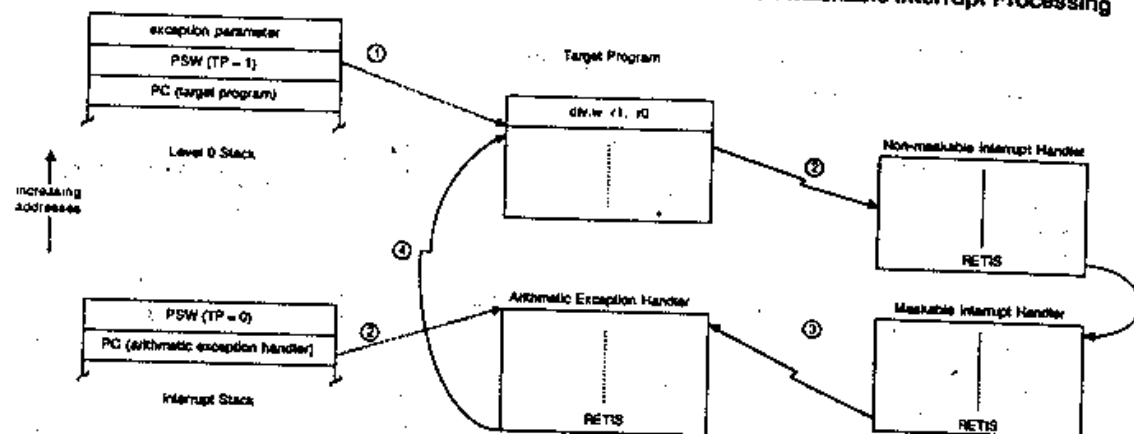 Interrupt Processing
exception parameter
PSW (TP = 1)
PC (target program)
Level 0 Stack
①
Target Program
div.w r1, r0
②
Non-maskable Interrupt Handler
RETIS
increasing
addresses
④
PSW (TP = 0)
PC (arithmetic exception handler)
Interrupt Stack
②
Arithmetic Exception Handler
RETIS
③
Maskable Interrupt Handler
RETIS